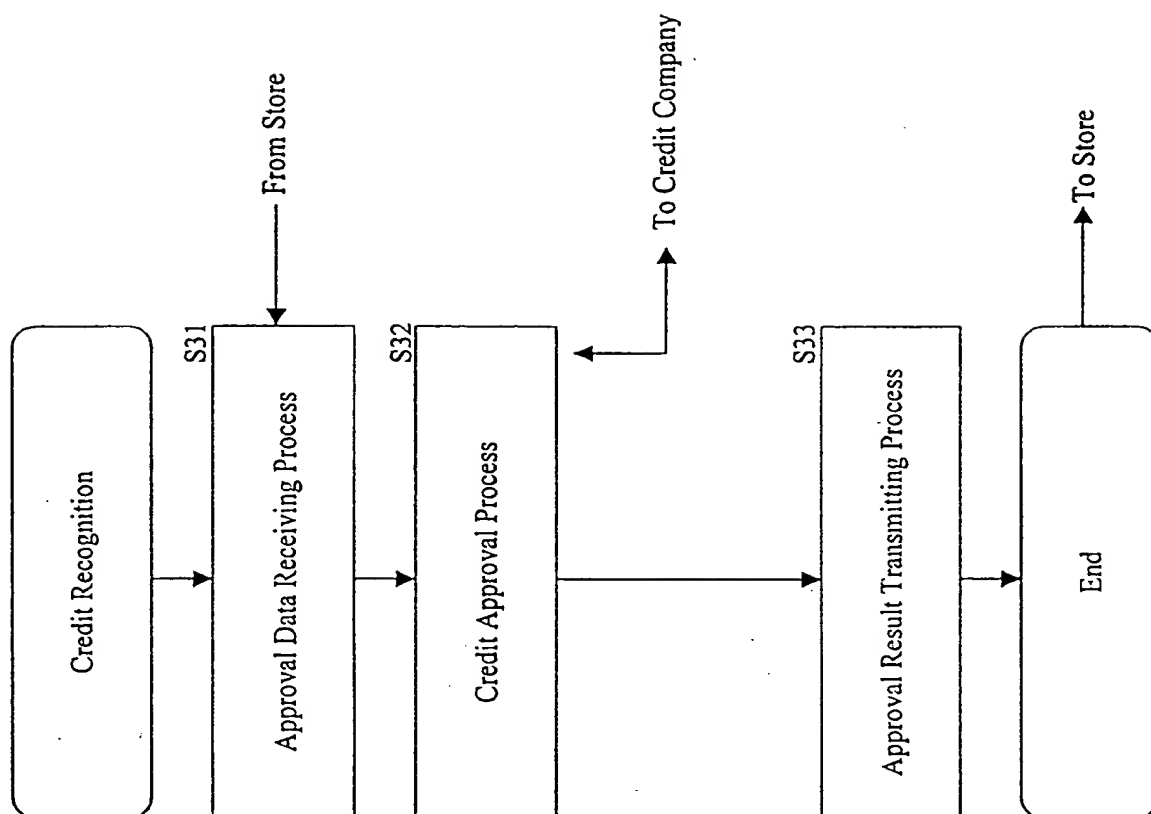 Credit Recognition
S31
From Store
Approval Data Receiving Process
S32
Credit Approval Process
To Credit Company
S33
Approval Result Transmitting Process
To Store
End